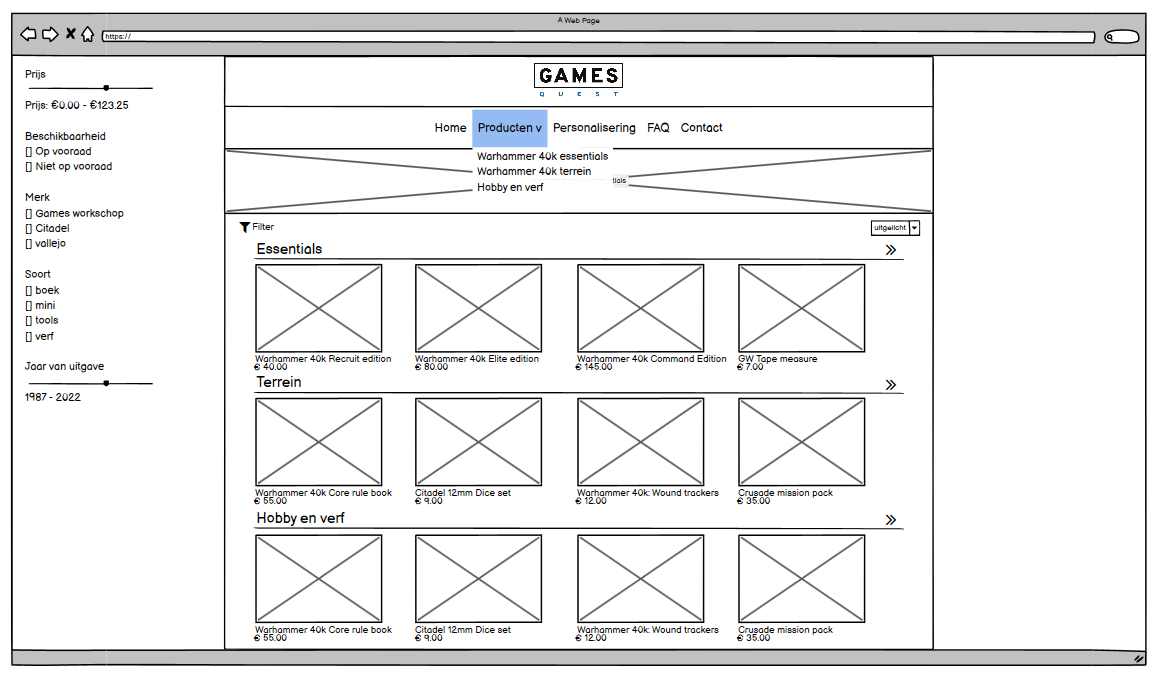 A Web Page
https://
Prijs
Prijs: €0.00 - €123.25
Beschikbaarheid
[] Op vooraad
[] Niet op vooraad
Merk
[] Games workschop
[] Citadel
[] vallejo
Soort
[] boek
[] mini
[] tools
[] verf
Jaar van uitgave
1987 - 2022
GAMES
QUEST
Home Producten v Personalisering FAQ Contact
Warhammer 40k essentials
Warhammer 40k terrein
Hobby en verf
Filter
uitgelicht
Essentials
Warhammer 40k Recruit edition Warhammer 40k Elite edition Warhammer 40k Command Edition GW Tape measure
€ 40.00 € 80.00 € 145.00 € 7.00
Terrein
Warhammer 40k Core rule book Citadel 12mm Dice set Warhammer 40k: Wound trackers Crusade mission pack
€ 55.00 € 9.00 € 12.00 € 35.00
Hobby en verf
Warhammer 40k Core rule book Citadel 12mm Dice set Warhammer 40k: Wound trackers Crusade mission pack
€ 55.00 € 9.00 € 12.00 € 35.00